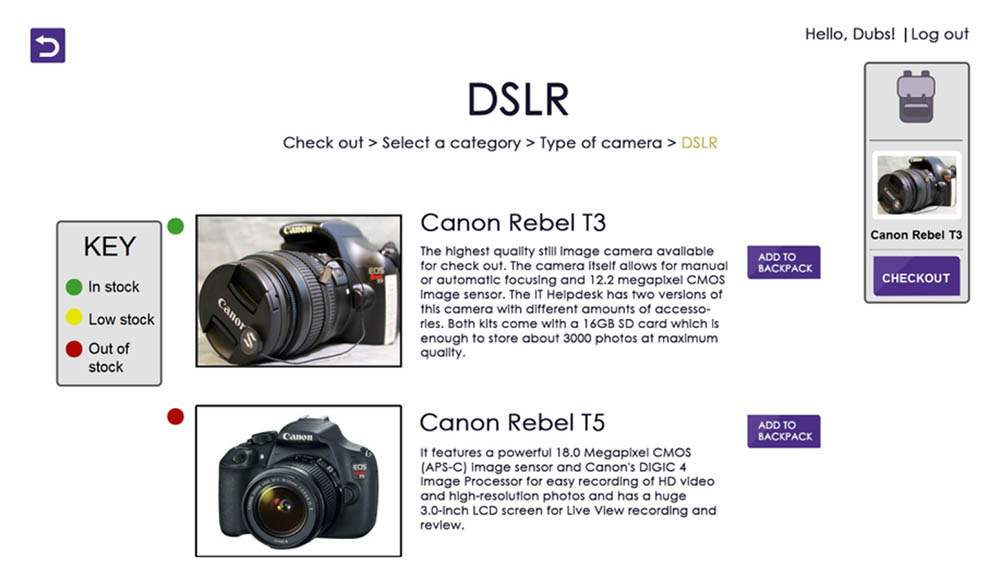 Hello, Dubs! | Log out
DSLR
Check out > Select a category > Type of camera > DSLR
KEY
In stock
Low stock
Out of
stock
Canon
EOS
Canon
Canon Rebel T3
The highest quality still image camera available
for check out. The camera itself allows for manual
or automatic focusing and 12.2 megapixel CMOS
image sensor. The IT Helpdesk has two versions of
this camera with different amounts of accesso-
ries. Both kits come with a 16GB SD card which is
enough to store about 3000 photos at maximum
quality.
ADD TO
BACKPACK
Canon Rebel T3
CHECKOUT
Canon
EOS
Canon Rebel T5
It features a powerful 18.0 Megapixel CMOS
(APS-C) image sensor and Canon's DIGIC 4
Image Processor for easy recording of HD video
and high-resolution photos and has a huge
3.0-inch LCD screen for Live View recording and
review.
ADD TO
BACKPACK